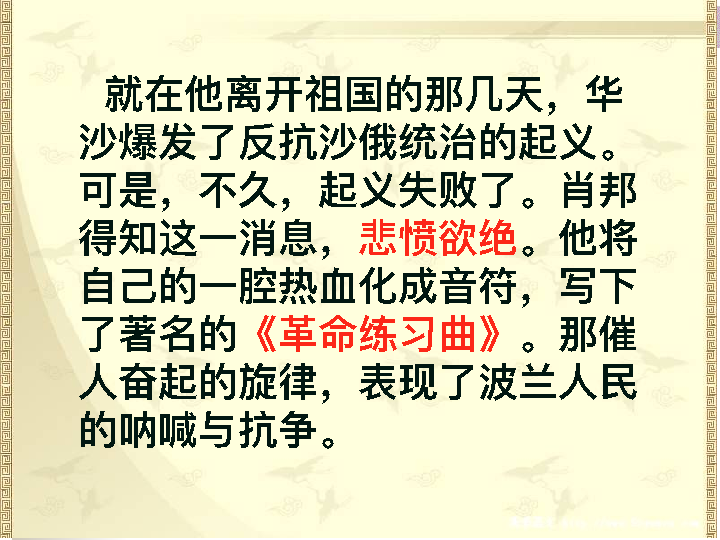 就在他离开祖国的那几天，华
沙爆发了反抗沙俄统治的起义。
可是，不久，起义失败了。肖邦
得知这一消息，悲愤欲绝。他将
自己的一腔热血化成音符，写下
了著名的《革命练习曲》。那催
人奋起的旋律，表现了波兰人民
的呐喊与抗争。